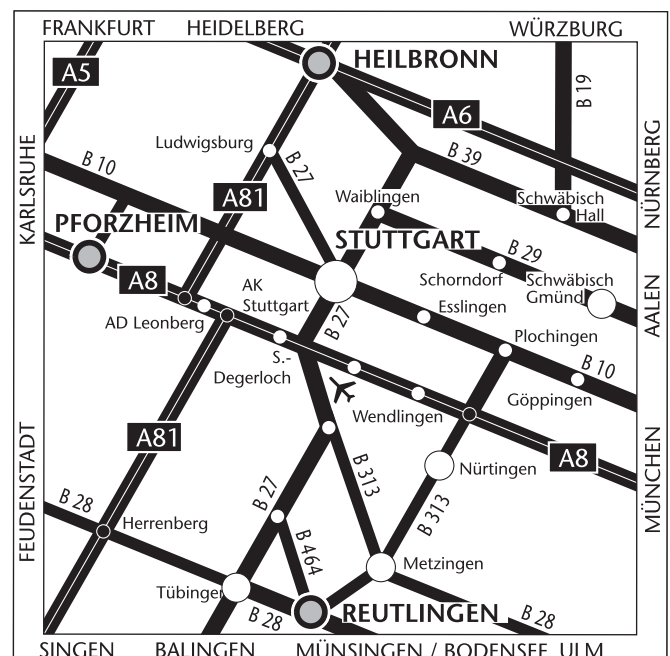 FRANKFURT
HEIDELBERG
WÜRZBURG
HEILBRONN
A5
B 19
A6
KARLSRUHE
NÜRNBERG
Ludwigsburg
B 27
B 39
B 10
A81
Waiblingen
Schwäbisch
Hall
PFORZHEIM
STUTTGART
B 29
A8
AK
Stuttgart
Schorndorf
Schwäbisch
Gmünd
AALEN
AD Leonberg
B 27
Esslingen
Plochingen
S.-
Degerloch
B 10
Göppingen
Wendlingen
A81
A8
FEUDENSTADT
MÜNCHEN
B 28
B 27
B 313
Nürtingen
B 313
Herrenberg
B 464
Metzingen
Tübingen
B 28
REUTLINGEN
B 28
SINGEN
BALINGEN
MÜNSINGEN / BODENSEE
ULM